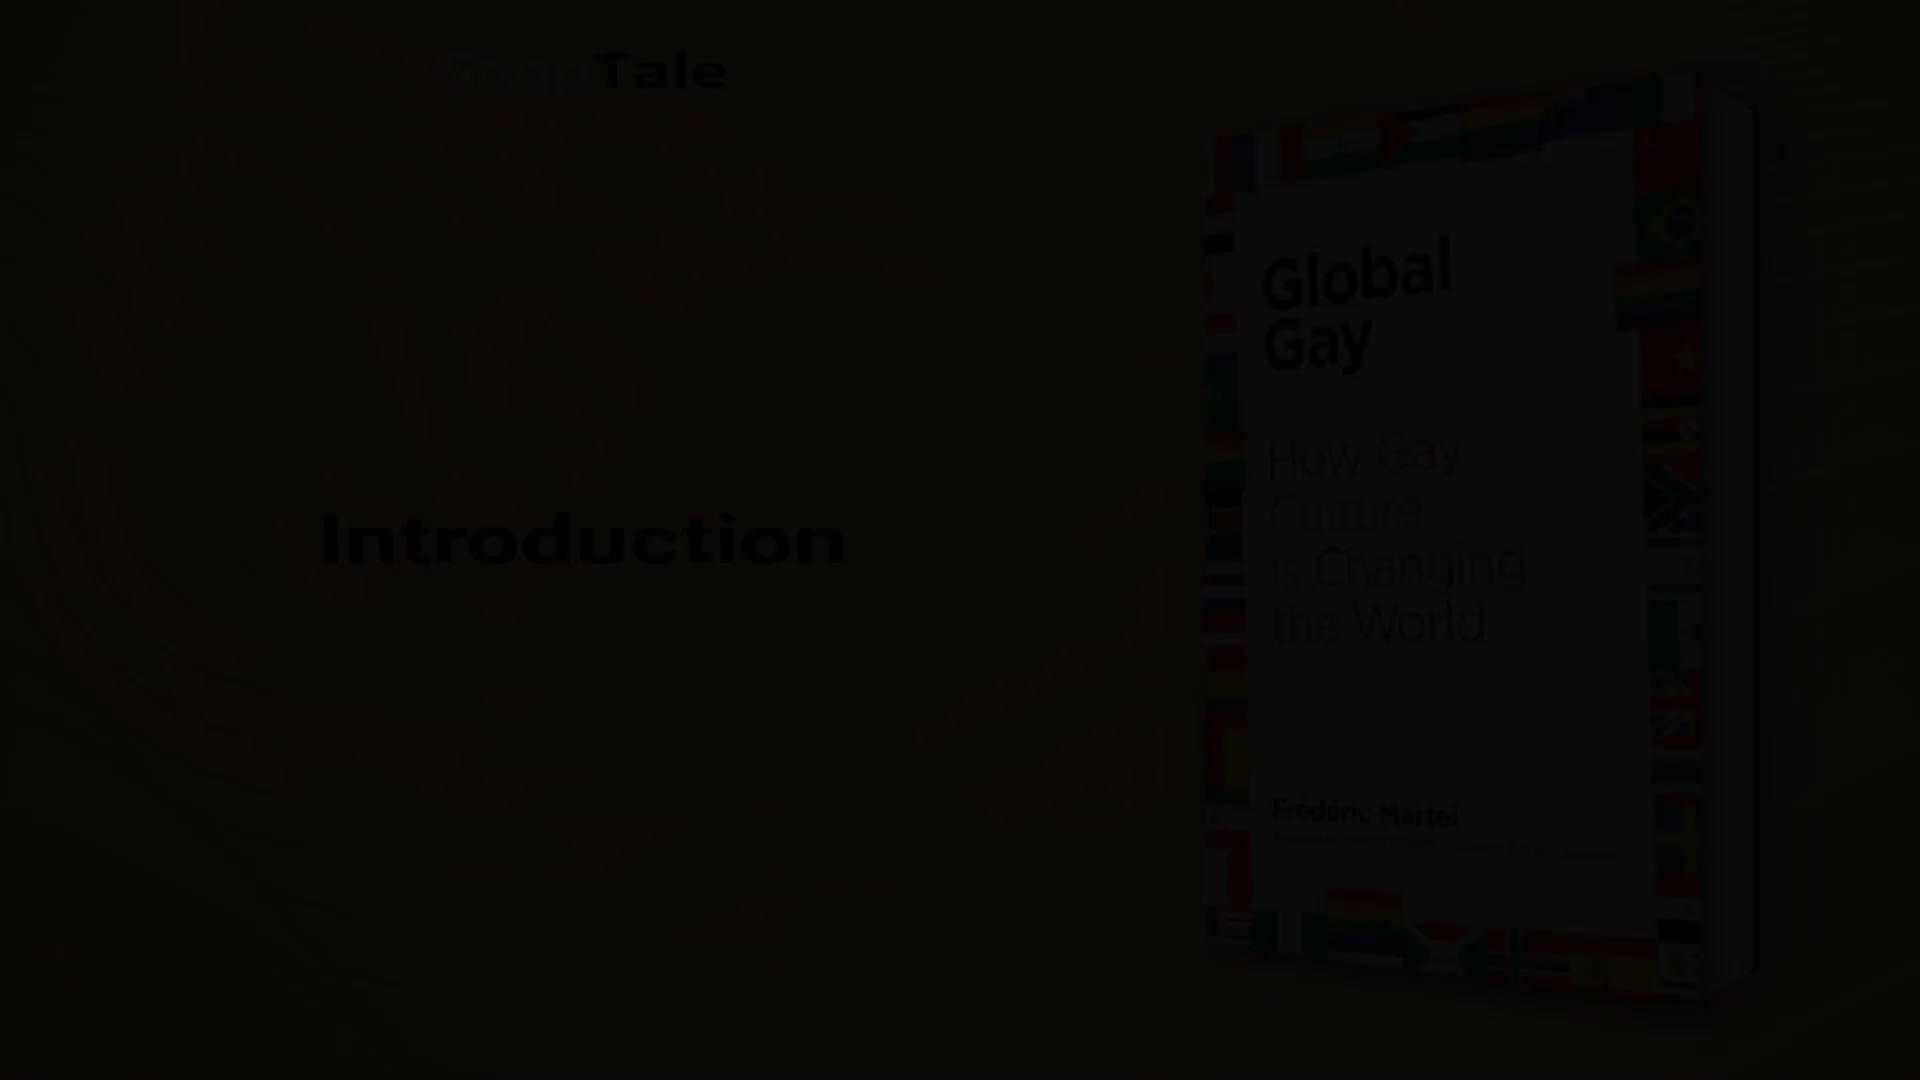 SnapTale
Introduction
Global
Gay
How Gay
Culture
is Changing
the World
Frédéric Martel